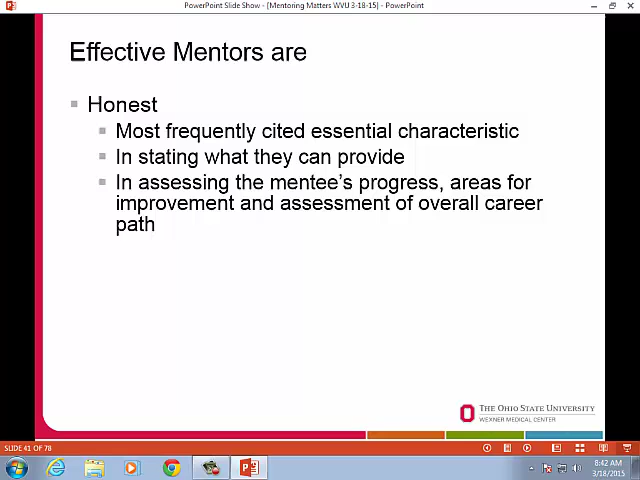 PowerPoint Slide Show - [Mentoring Matters WVU 3-18-15] - PowerPoint
Effective Mentors are
Honest
Most frequently cited essential characteristic
In stating what they can provide
In assessing the mentee's progress, areas for
improvement and assessment of overall career
path
THE OHIO STATE UNIVERSITY
WEXNER MEDICAL CENTER
SLIDE 41 OF 78
8:42 AM
3/18/2015